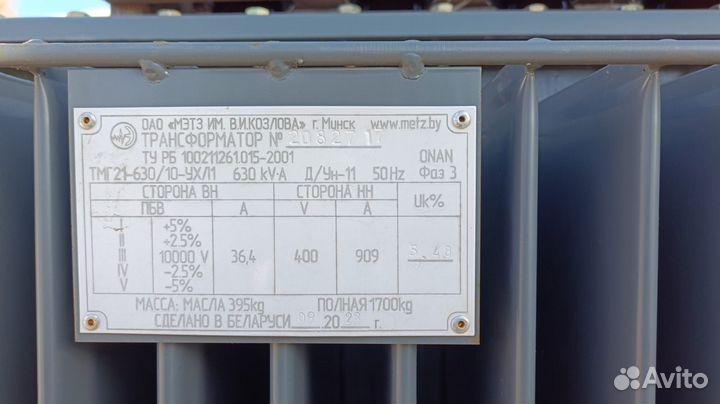 ОАО «МЭТЗ ИМ. В.И.КОЗЛОВА» г. Минск www.metz.by
ТРАНСФОРМАТОР №
ТУ РБ 100211261.015-2001 ONAN
ТМГ21-630/10-УХЛ1 630 kV·A Д/Ун-11 50Hz Фаз 3
СТОРОНА ВН СТОРОНА НН Uk%
ПБВ A V A
I +5%
II +2.5%
III 10000 V 36,4 400 909
IV -2.5%
V -5%
МАССА: МАСЛА 395kg ПОЛНАЯ 1700kg
СДЕЛАНО В БЕЛАРУСИ 20 г.
Avito